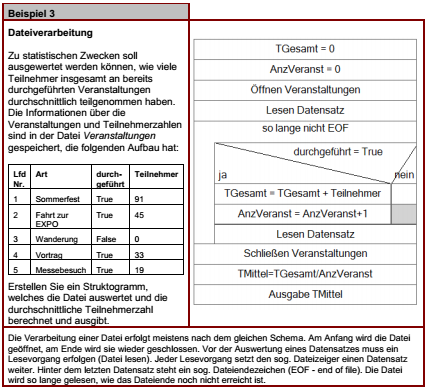 Beispiel 3
Dateiverarbeitung
Zu statistischen Zwecken soll
ausgewertet werden können, wie viele
Teilnehmer insgesamt an bereits
durchgeführten Veranstaltungen
durchschnittlich teilgenommen haben.
Die Informationen über die
Veranstaltungen und Teilnehmerzahlen
sind in der Datei Veranstaltungen
gespeichert, die folgenden Aufbau hat:
Lfd Nr. Art durch-geführt Teilnehmer
1 Sommerfest True 91
2 Fahrt zur EXPO True 45
3 Wanderung False 0
4 Vortrag True 33
5 Messebesuch True 19
Erstellen Sie ein Struktogramm,
welches die Datei auswertet und die
durchschnittliche Teilnehmerzahl
berechnet und ausgibt.
TGesamt = 0
AnzVeranst = 0
Öffnen Veranstaltungen
Lesen Datensatz
so lange nicht EOF
durchgeführt = True
ja nein
TGesamt = TGesamt + Teilnehmer
AnzVeranst = AnzVeranst+1
Lesen Datensatz
Schließen Veranstaltungen
TMittel=TGesamt/AnzVeranst
Ausgabe TMittel
Die Verarbeitung einer Datei erfolgt meistens nach dem gleichen Schema. Am Anfang wird die Datei
geöffnet, am Ende wird sie wieder geschlossen. Vor der Auswertung eines Datensatzes muss ein
Lesevorgang erfolgen (Datei lesen). Jeder Lesevorgang setzt den sog. Dateizeiger einen Datensatz
weiter. Hinter dem letzten Datensatz steht ein sog. Dateiendezeichen (EOF - end of file). Die Datei
wird so lange gelesen, wie das Dateiende noch nicht erreicht ist.